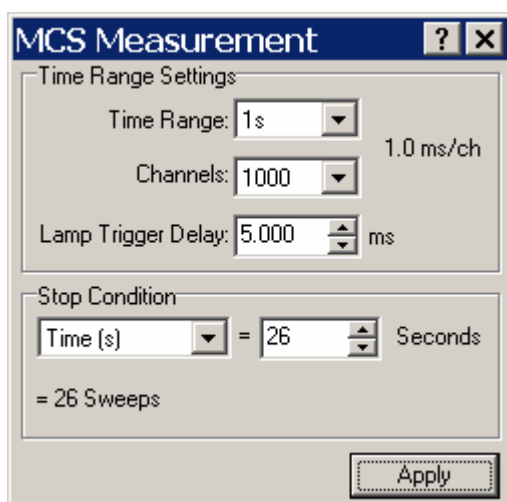 MCS Measurement ? ×
Time Range Settings
Time Range: 1s
1.0 ms/ch
Channels: 1000
Lamp Trigger Delay: 5.000 ms
Stop Condition
Time (s) = 26 Seconds
= 26 Sweeps
Apply